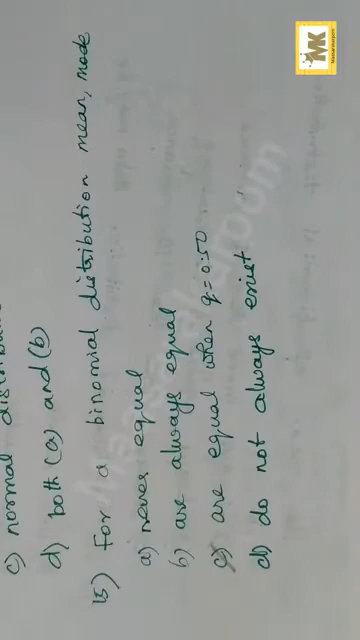 c) normal
d) both (a) and (b)
15) For a binomial distribution mean, mode
a) never equal
b) are always equal
c) are equal when q=0.50
d) do not always exist
MK